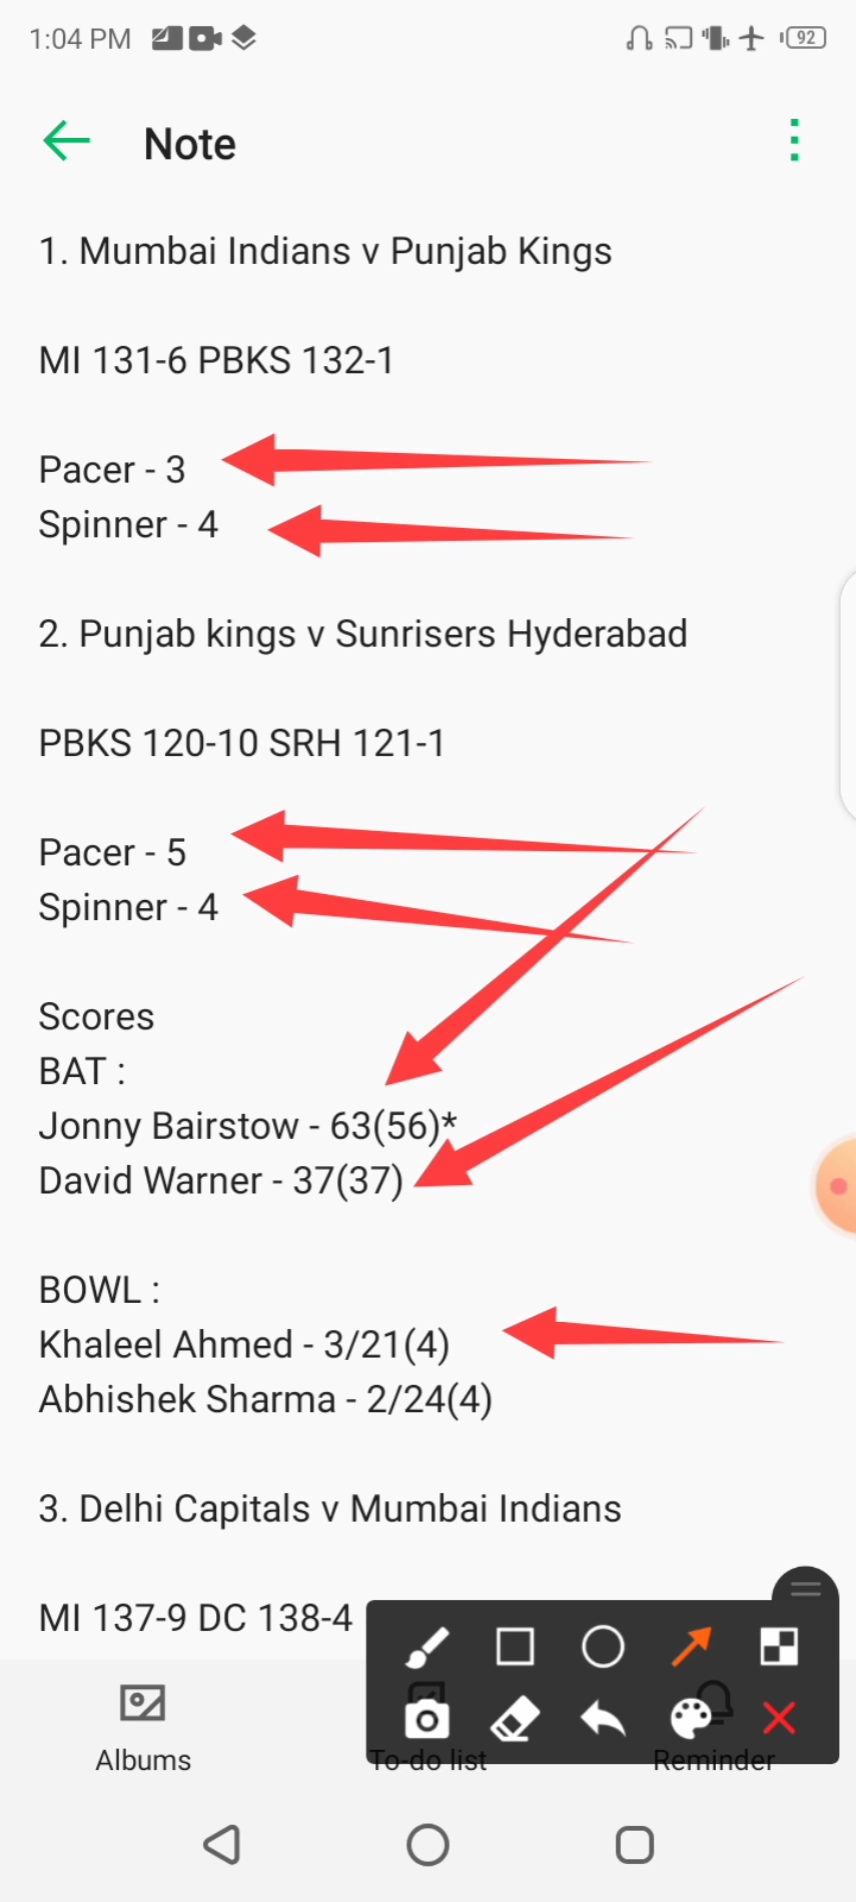 1:04 PM 92
Note
1. Mumbai Indians v Punjab Kings
MI 131-6 PBKS 132-1
Pacer - 3
Spinner - 4
2. Punjab kings v Sunrisers Hyderabad
PBKS 120-10 SRH 121-1
Pacer - 5
Spinner - 4
Scores
BAT :
Jonny Bairstow - 63(56)*
David Warner - 37(37)
BOWL :
Khaleel Ahmed - 3/21(4)
Abhishek Sharma - 2/24(4)
3. Delhi Capitals v Mumbai Indians
MI 137-9 DC 138-4
Albums To-do list Reminder